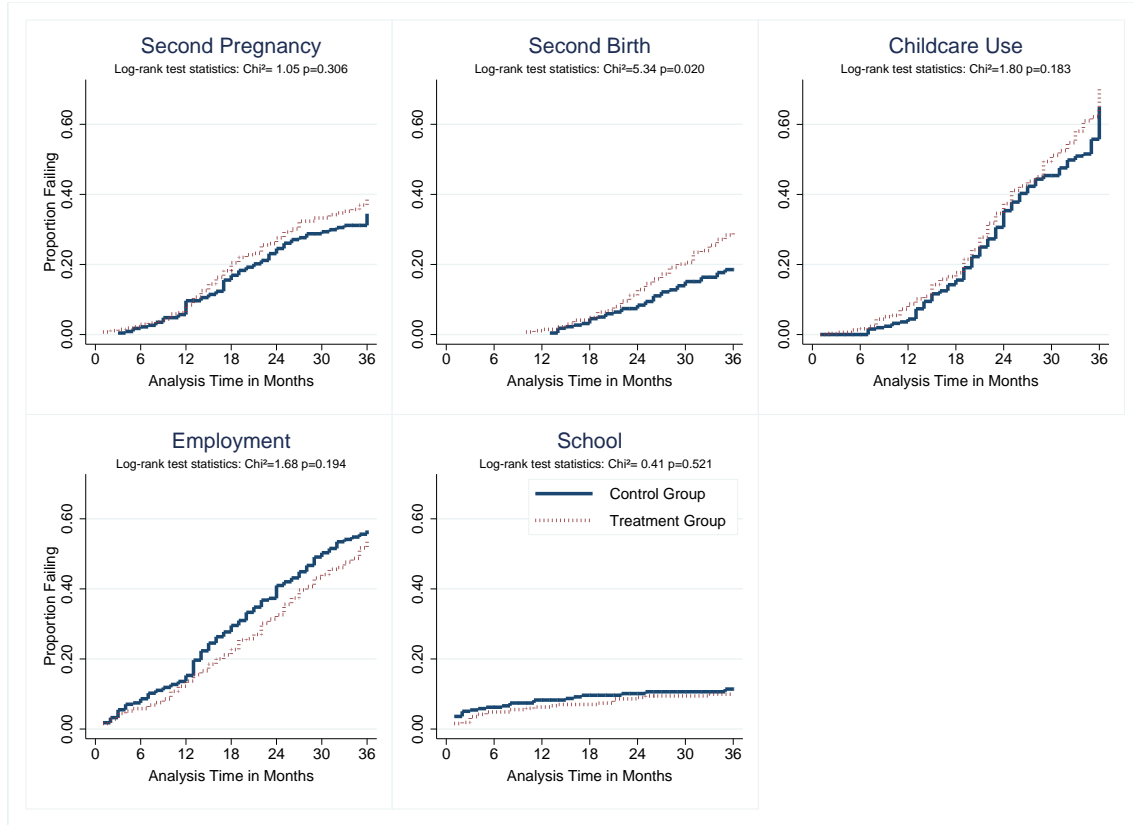 Second Pregnancy
Log-rank test statistics: Chi²= 1.05 p=0.306
Proportion Failing
0.60
0.40
0.20
0.00
0 6 12 18 24 30 36
Analysis Time in Months
Second Birth
Log-rank test statistics: Chi²=5.34 p=0.020
0.60
0.40
0.20
0.00
0 6 12 18 24 30 36
Analysis Time in Months
Childcare Use
Log-rank test statistics: Chi²=1.80 p=0.183
0.60
0.40
0.20
0.00
0 6 12 18 24 30 36
Analysis Time in Months
Employment
Log-rank test statistics: Chi²=1.68 p=0.194
Proportion Failing
0.60
0.40
0.20
0.00
0 6 12 18 24 30 36
Analysis Time in Months
School
Log-rank test statistics: Chi²= 0.41 p=0.521
Control Group
Treatment Group
0.60
0.40
0.20
0.00
0 6 12 18 24 30 36
Analysis Time in Months